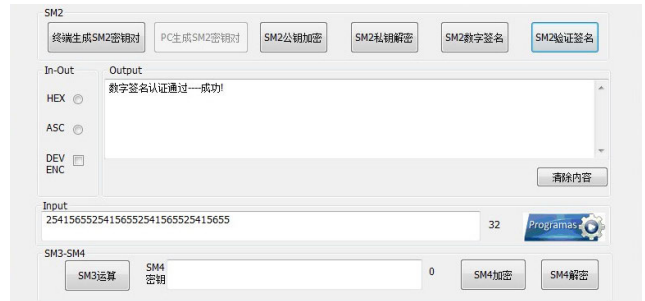 SM2
终端生成SM2密钥对 PC生成SM2密钥对 SM2公钥加密 SM2私钥解密 SM2数字签名 SM2验证签名
In-Out Output
数字签名认证通过----成功!
HEX
ASC
DEV
ENC
清除内容
Input
25415655254156552541565525415655 32 Programas
SM3-SM4
SM3运算 SM4 密钥 0 SM4加密 SM4解密